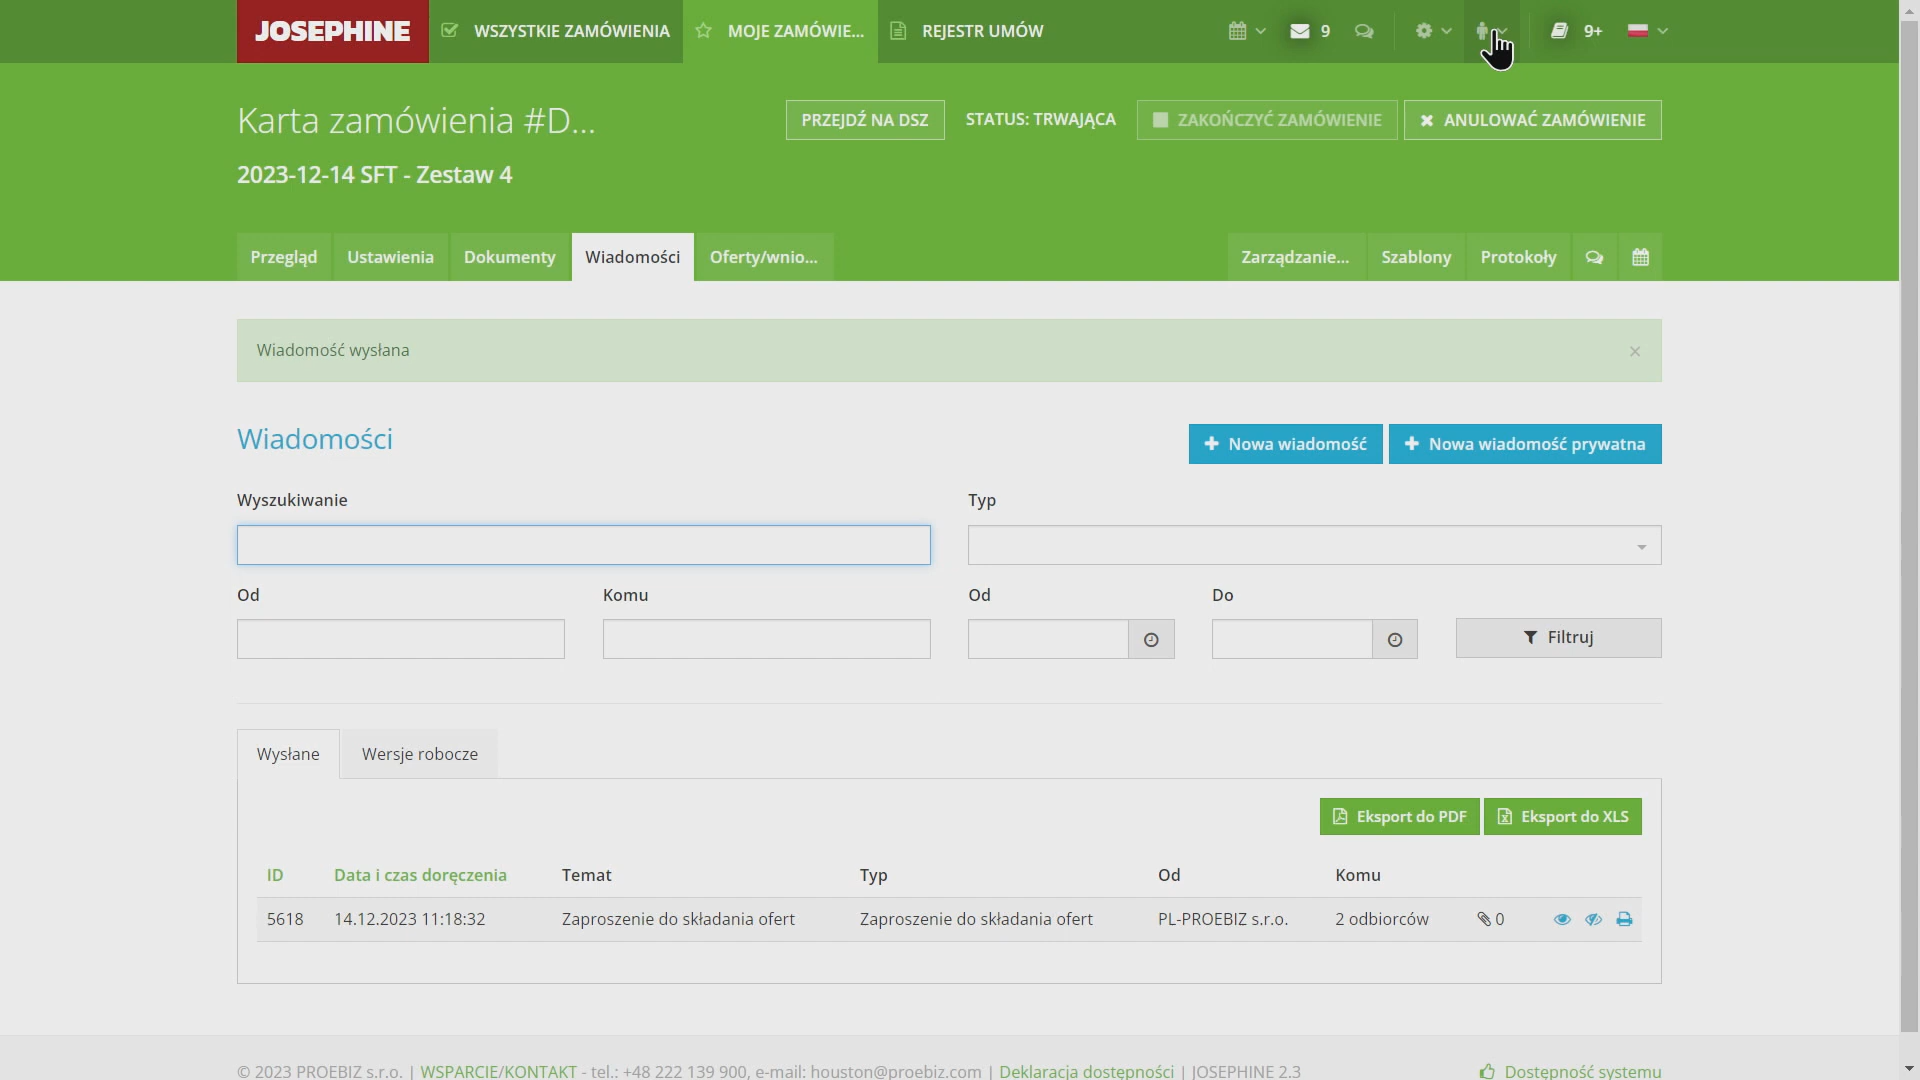 JOSEPHINE WSZYSTKIE ZAMÓWIENIA MOJE ZAMÓWIE... REJESTR UMÓW 9 9+
Karta zamówienia #D... PRZEJDŹ NA DSZ STATUS: TRWAJĄCA ZAKOŃCZYĆ ZAMÓWIENIE ANULOWAĆ ZAMÓWIENIE
2023-12-14 SFT - Zestaw 4
Przegląd Ustawienia Dokumenty Wiadomości Oferty/wnio... Zarządzanie... Szablony Protokoły
Wiadomość wysłana ×
Wiadomości Nowa wiadomość Nowa wiadomość prywatna
Wyszukiwanie Typ
Od Komu Od Do
Filtruj
Wysłane Wersje robocze
Eksport do PDF Eksport do XLS
ID Data i czas doręczenia Temat Typ Od Komu
5618 14.12.2023 11:18:32 Zaproszenie do składania ofert Zaproszenie do składania ofert PL-PROEBIZ s.r.o. 2 odbiorców 0
© 2023 PROEBIZ s.r.o. | WSPARCIE/KONTAKT - tel.: +48 222 139 900, e-mail: houston@proebiz.com | Deklaracja dostępności | JOSEPHINE 2.3 Dostępność systemu